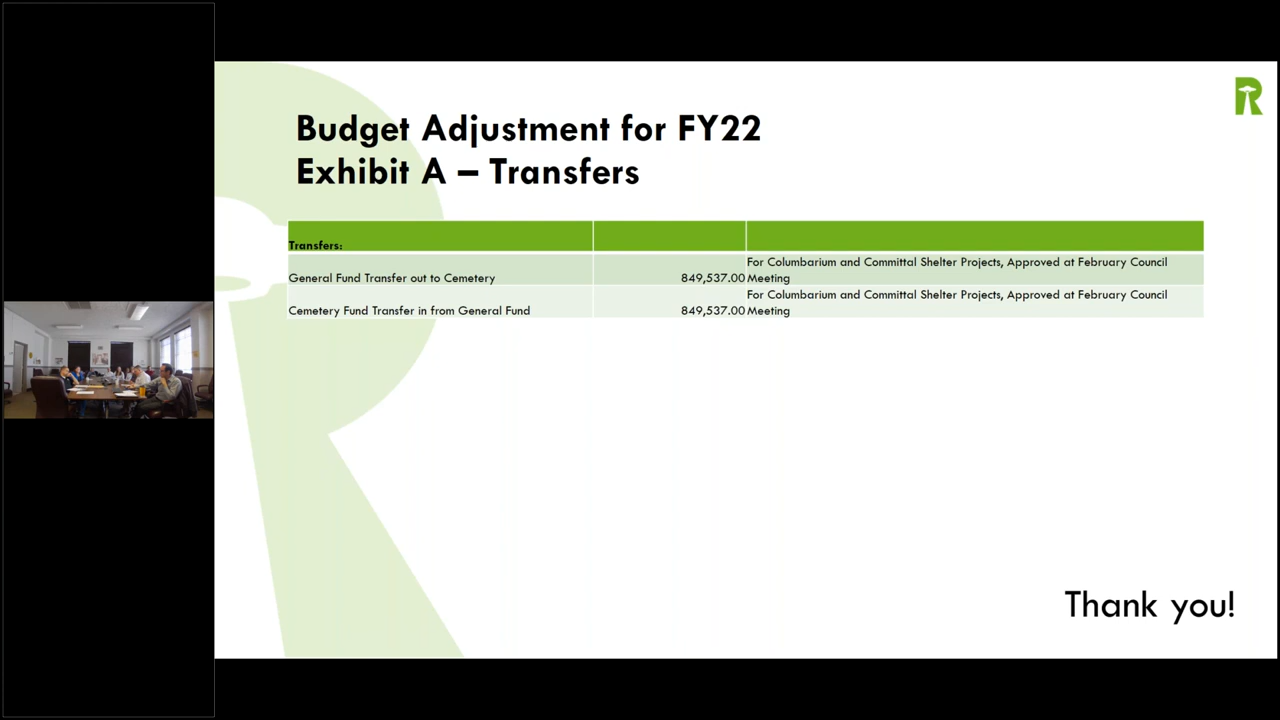 Budget Adjustment for FY22
Exhibit A – Transfers
Transfers:
General Fund Transfer out to Cemetery 849,537.00 For Columbarium and Committal Shelter Projects, Approved at February Council
Meeting
Cemetery Fund Transfer in from General Fund 849,537.00 For Columbarium and Committal Shelter Projects, Approved at February Council
Meeting
Thank you!
R